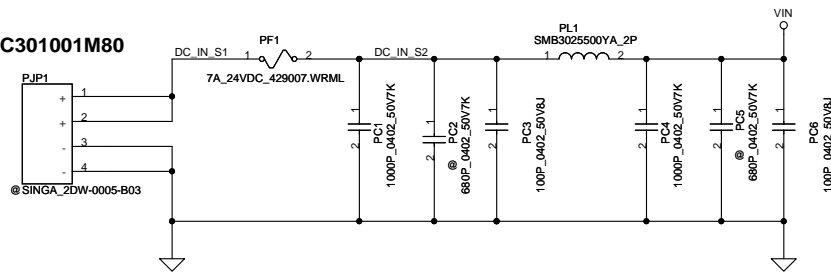 C301001M80
VIN
PL1
SMB3025500YA_2P
DC_IN_S1
PF1
DC_IN_S2
1
2
1
2
7A_24VDC_429007.WRML
PJP1
+
1
+
2
-
3
-
4
@ SINGA_2DW-0005-B03
1
2
PC1
1000P_0402_50V7K
1
2
@
PC2
680P_0402_50V7K
1
2
PC3
100P_0402_50V8J
1
2
PC4
1000P_0402_50V7K
1
2
@
PC5
680P_0402_50V7K
1
2
PC6
100P_0402_50V8J